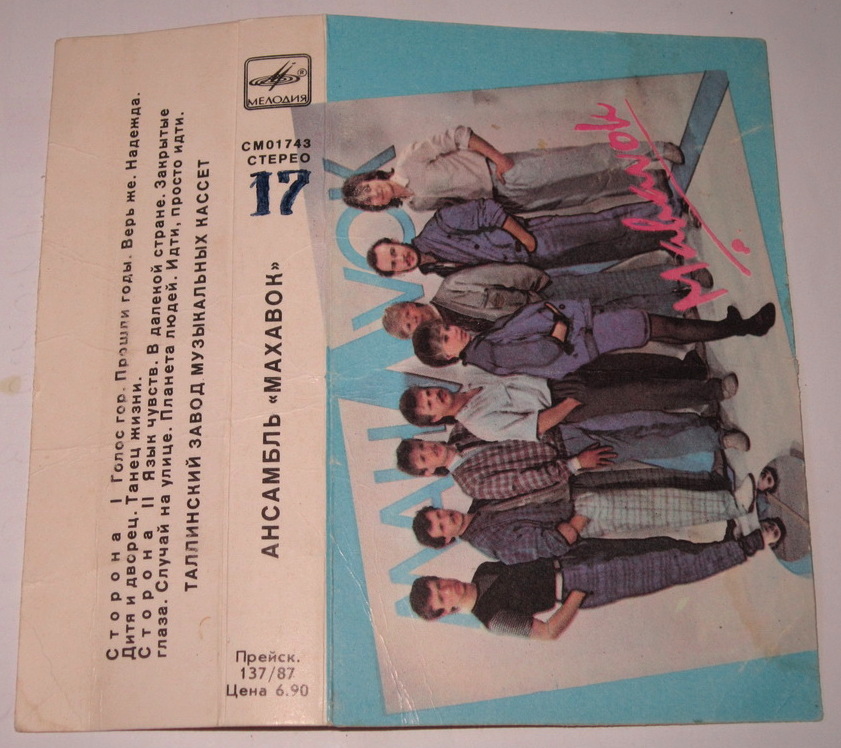 Сторона I Голос гор. Прошли годы. Верь же. Надежда.
Дитя и дворец. Танец жизни.
Сторона II Язык чувств. В далекой стране. Закрытые
глаза. Случай на улице. Планета людей. Идти, просто идти.
ТАЛЛИНСКИЙ ЗАВОД МУЗЫКАЛЬНЫХ КАССЕТ
МЕЛОДИЯ
СМ01743
СТЕРЕО
17
АНСАМБЛЬ «МАХАВОК»
Прейск.
137/87
Цена 6.90
MAHAVOK
Махавок